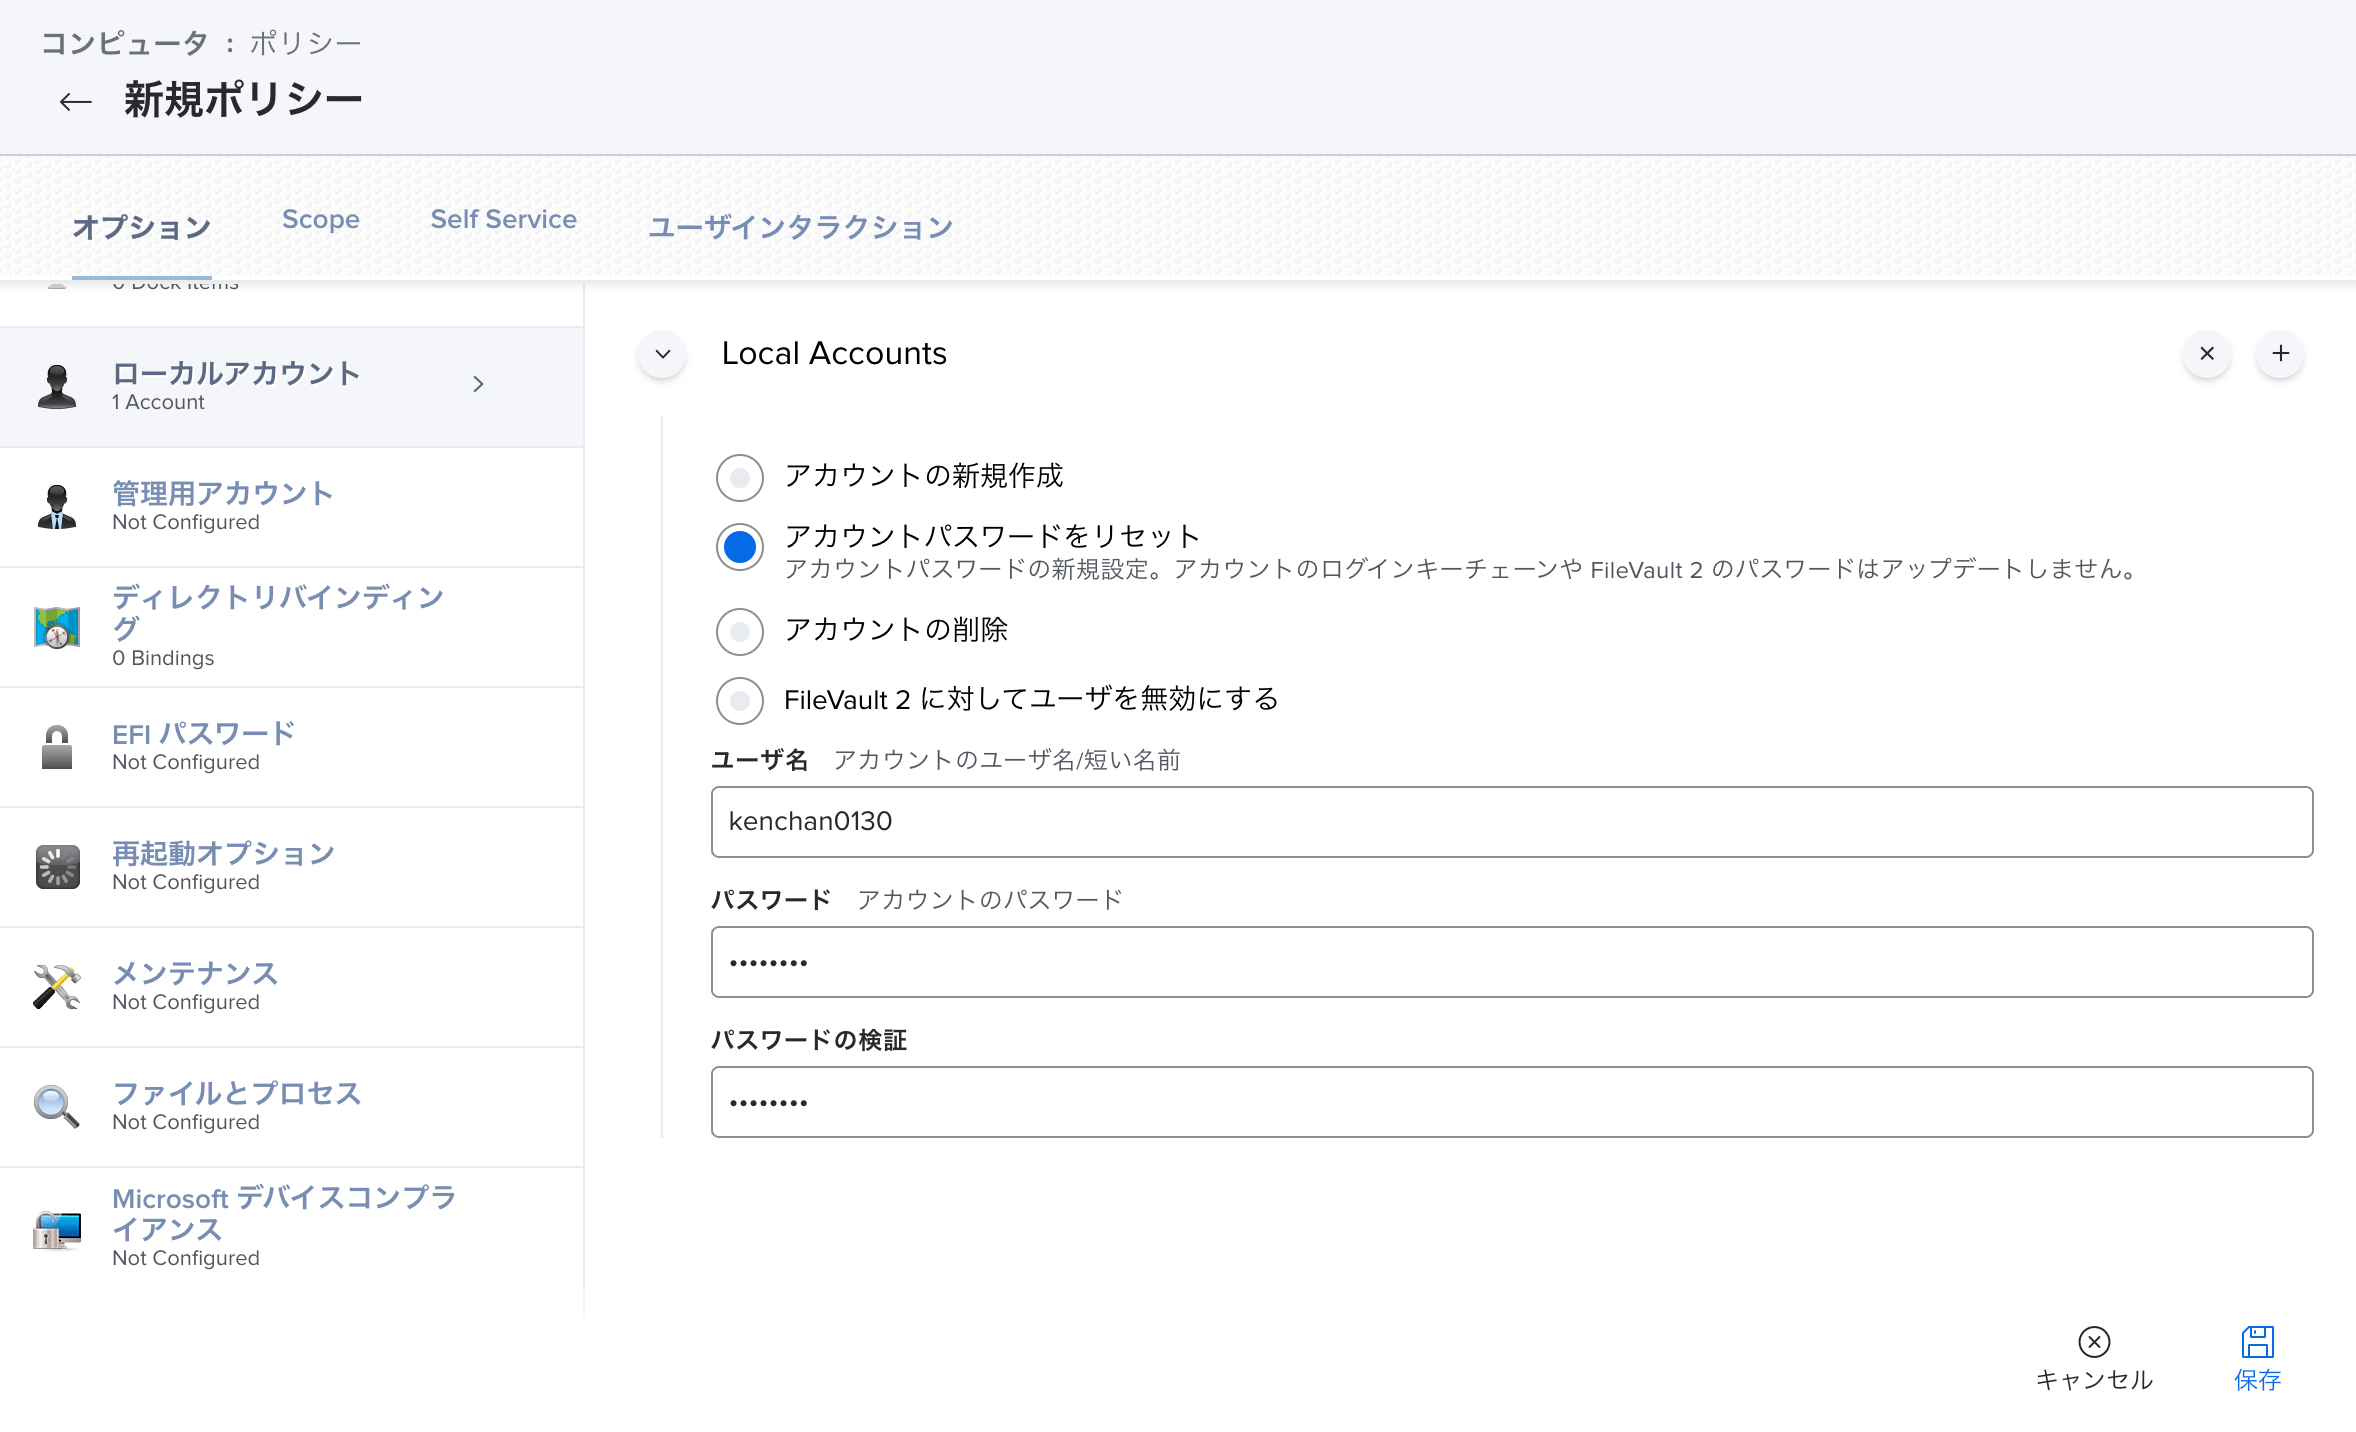 コンピュータ : ポリシー
← 新規ポリシー
オプション Scope Self Service ユーザインタラクション
0 Dock Items
ローカルアカウント
1 Account
管理用アカウント
Not Configured
ディレクトリバインディン
グ
0 Bindings
EFI パスワード
Not Configured
再起動オプション
Not Configured
メンテナンス
Not Configured
ファイルとプロセス
Not Configured
Microsoft デバイスコンプラ
イアンス
Not Configured
Local Accounts
アカウントの新規作成
アカウントパスワードをリセット
アカウントパスワードの新規設定。アカウントのログインキーチェーンや FileVault 2 のパスワードはアップデートしません。
アカウントの削除
FileVault 2 に対してユーザを無効にする
ユーザ名 アカウントのユーザ名/短い名前
kenchan0130
パスワード アカウントのパスワード
••••••••
パスワードの検証
••••••••
キャンセル 保存